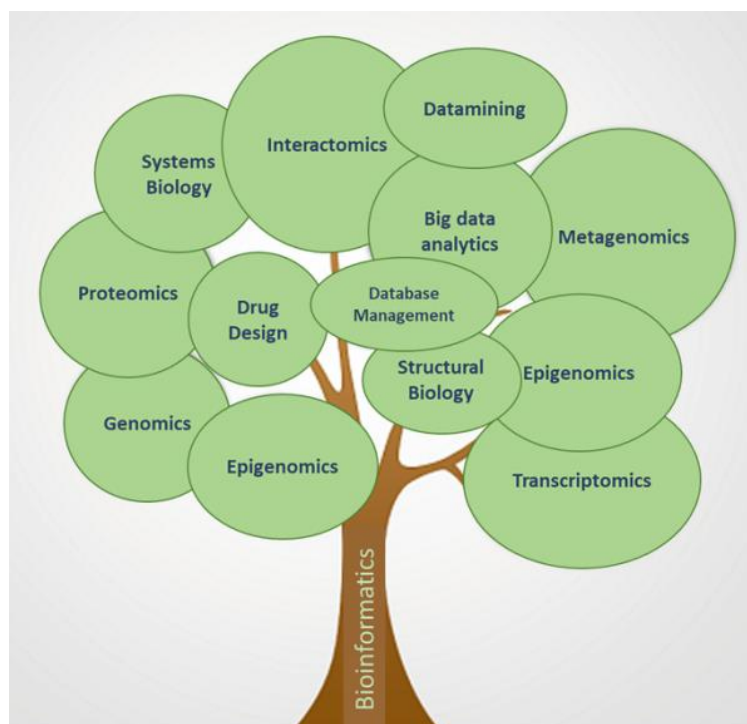 Datamining
Interactomics
Systems
Biology
Big data
analytics
Metagenomics
Proteomics
Database
Management
Drug
Design
Structural
Biology
Epigenomics
Genomics
Epigenomics
Transcriptomics
Bioinformatics